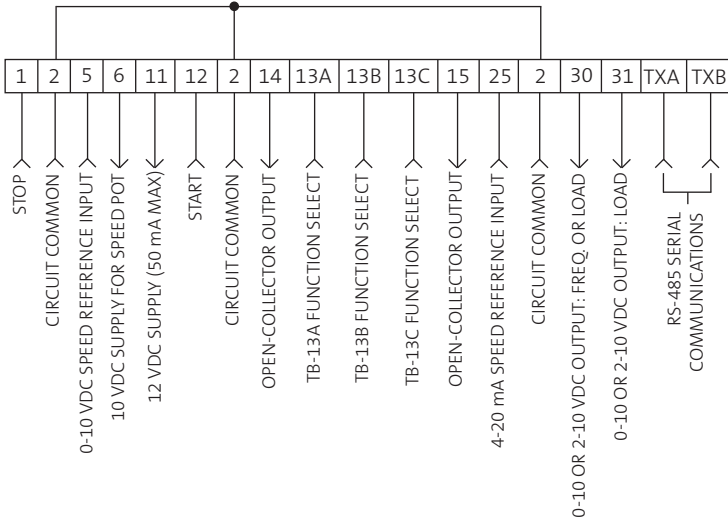 1 2 5 6 11 12 2 14 13A 13B 13C 15 25 2 30 31 TXA TXB
STOP
CIRCUIT COMMON
0-10 VDC SPEED REFERENCE INPUT
10 VDC SUPPLY FOR SPEED POT
12 VDC SUPPLY (50 mA MAX)
START
CIRCUIT COMMON
OPEN-COLLECTOR OUTPUT
TB-13A FUNCTION SELECT
TB-13B FUNCTION SELECT
TB-13C FUNCTION SELECT
OPEN-COLLECTOR OUTPUT
4-20 mA SPEED REFERENCE INPUT
CIRCUIT COMMON
0-10 OR 2-10 VDC OUTPUT: FREQ. OR LOAD
0-10 OR 2-10 VDC OUTPUT: LOAD
RS-485 SERIAL
COMMUNICATIONS